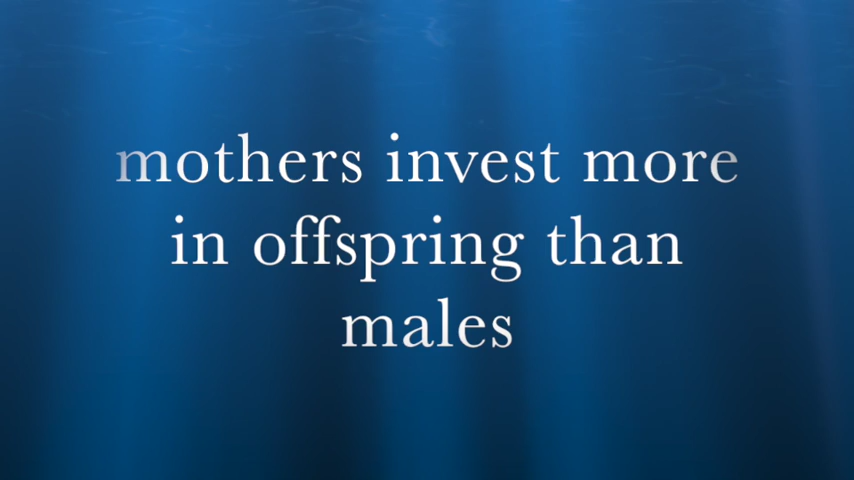 mothers invest more
in offspring than
males